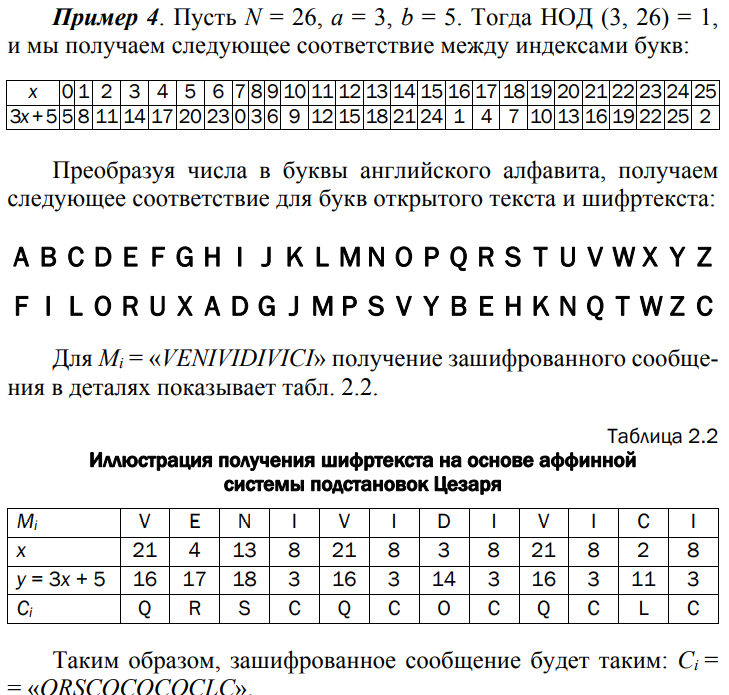 Пример 4. Пусть N = 26, a = 3, b = 5. Тогда НОД (3, 26) = 1,
и мы получаем следующее соответствие между индексами букв:
x 0 1 2 3 4 5 6 7 8 9 10 11 12 13 14 15 16 17 18 19 20 21 22 23 24 25
3x+5 5 8 11 14 17 20 23 0 3 6 9 12 15 18 21 24 1 4 7 10 13 16 19 22 25 2
Преобразуя числа в буквы английского алфавита, получаем
следующее соответствие для букв открытого текста и шифртекста:
A B C D E F G H I J K L M N O P Q R S T U V W X Y Z
F I L O R U X A D G J M P S V Y B E H K N Q T W Z C
Для Mi = «VENIVIDIVICI» получение зашифрованного сообще-
ния в деталях показывает табл. 2.2.
Таблица 2.2
Иллюстрация получения шифртекста на основе аффинной
системы подстановок Цезаря
Mi V E N I V I D I V I C I
x 21 4 13 8 21 8 3 8 21 8 2 8
y = 3x + 5 16 17 18 3 16 3 14 3 16 3 11 3
Ci Q R S C Q C O C Q C L C
Таким образом, зашифрованное сообщение будет таким: Ci =
= «QRSCQCOCQCLC».